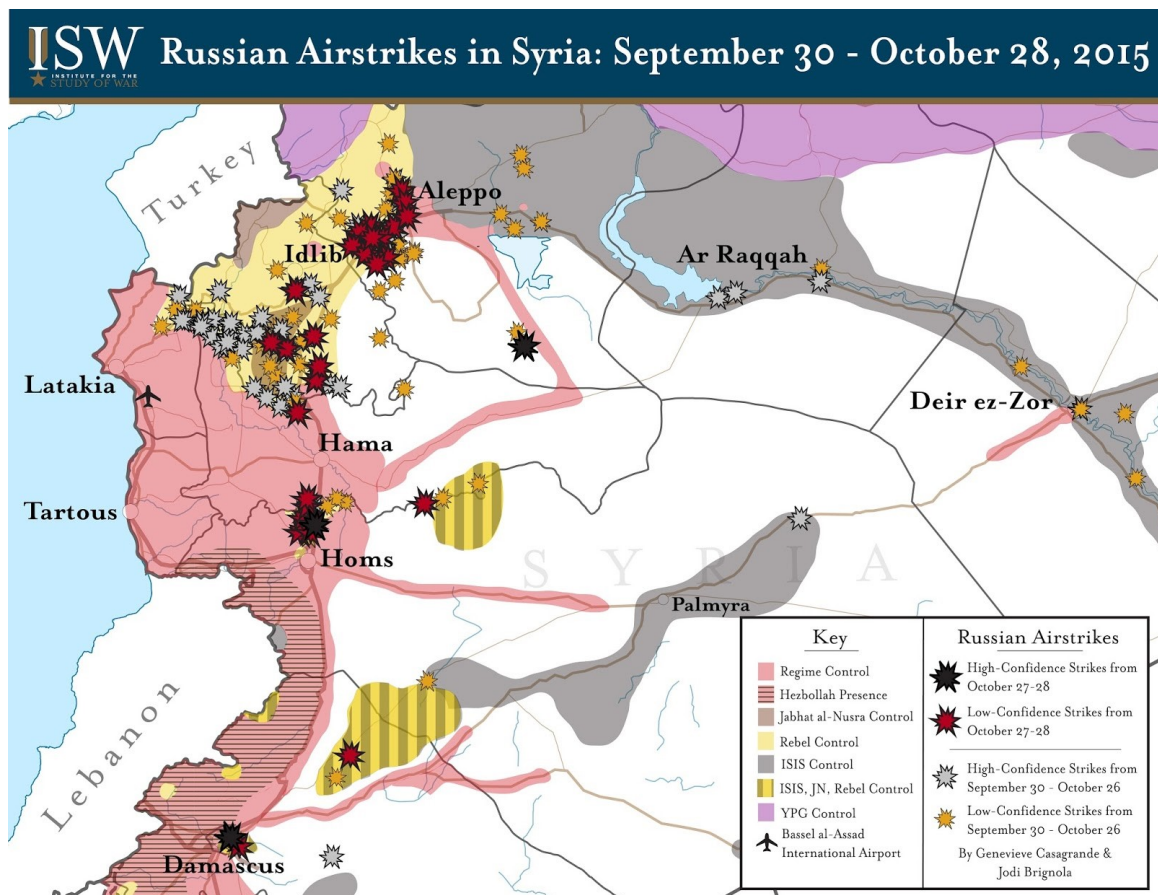 ISW
INSTITUTE FOR THE
STUDY OF WAR
Russian Airstrikes in Syria: September 30 - October 28, 2015
Turkey
Aleppo
Idlib
Ar Raqqah
Latakia
Deir ez-Zor
Hama
Tartous
Homs
SYRIA
Palmyra
Lebanon
Damascus
Key
Regime Control
Hezbollah Presence
Jabhat al-Nusra Control
Rebel Control
ISIS Control
ISIS, JN, Rebel Control
YPG Control
Bassel al-Assad
International Airport
Russian Airstrikes
High-Confidence Strikes from
October 27-28
Low-Confidence Strikes from
October 27-28
High-Confidence Strikes from
September 30 - October 26
Low-Confidence Strikes from
September 30 - October 26
By Genevieve Casagrande &
Jodi Brignola